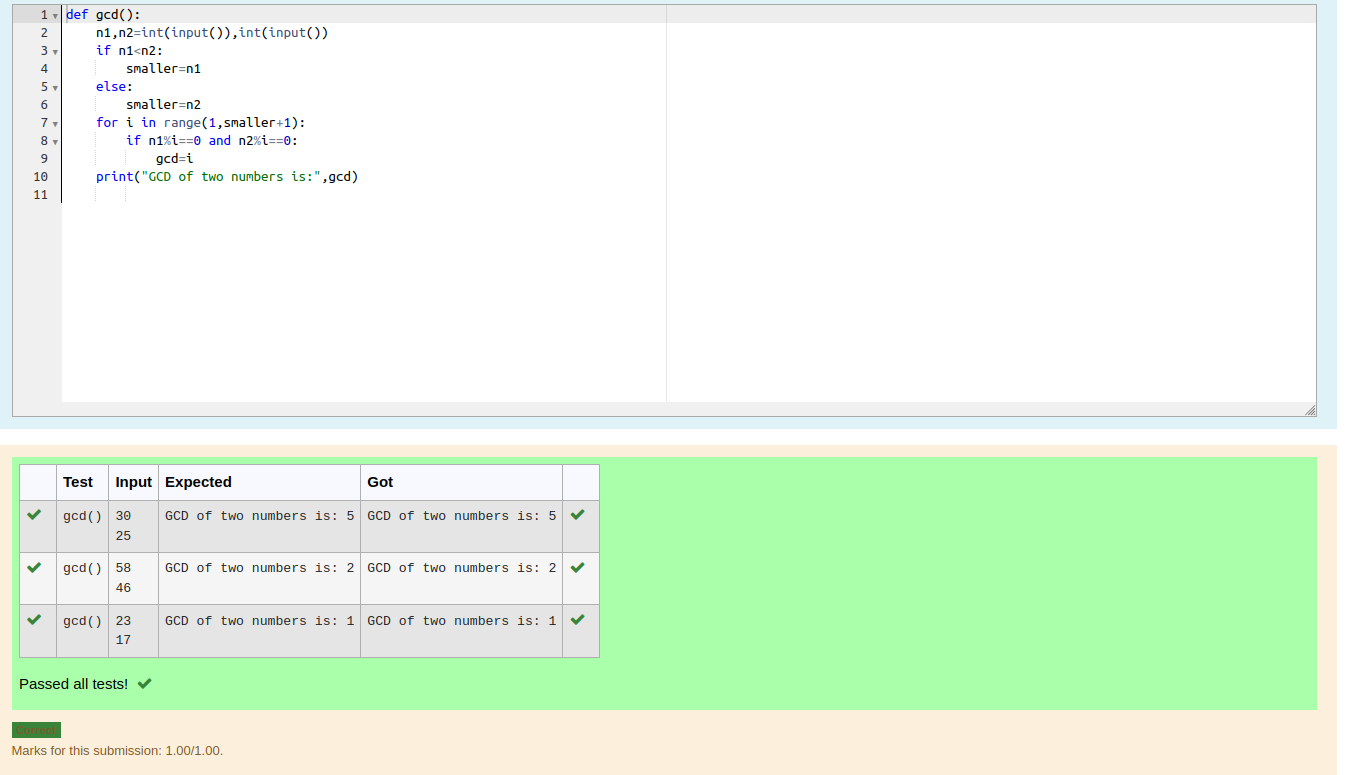 1 def gcd():
2 n1,n2=int(input()),int(input())
3 if n1<n2:
4 smaller=n1
5 else:
6 smaller=n2
7 for i in range(1,smaller+1):
8 if n1%i==0 and n2%i==0:
9 gcd=i
10 print("GCD of two numbers is:",gcd)
11
Test Input Expected Got
gcd() 30 GCD of two numbers is: 5 GCD of two numbers is: 5
25
gcd() 58 GCD of two numbers is: 2 GCD of two numbers is: 2
46
gcd() 23 GCD of two numbers is: 1 GCD of two numbers is: 1
17
Passed all tests!
Correct
Marks for this submission: 1.00/1.00.